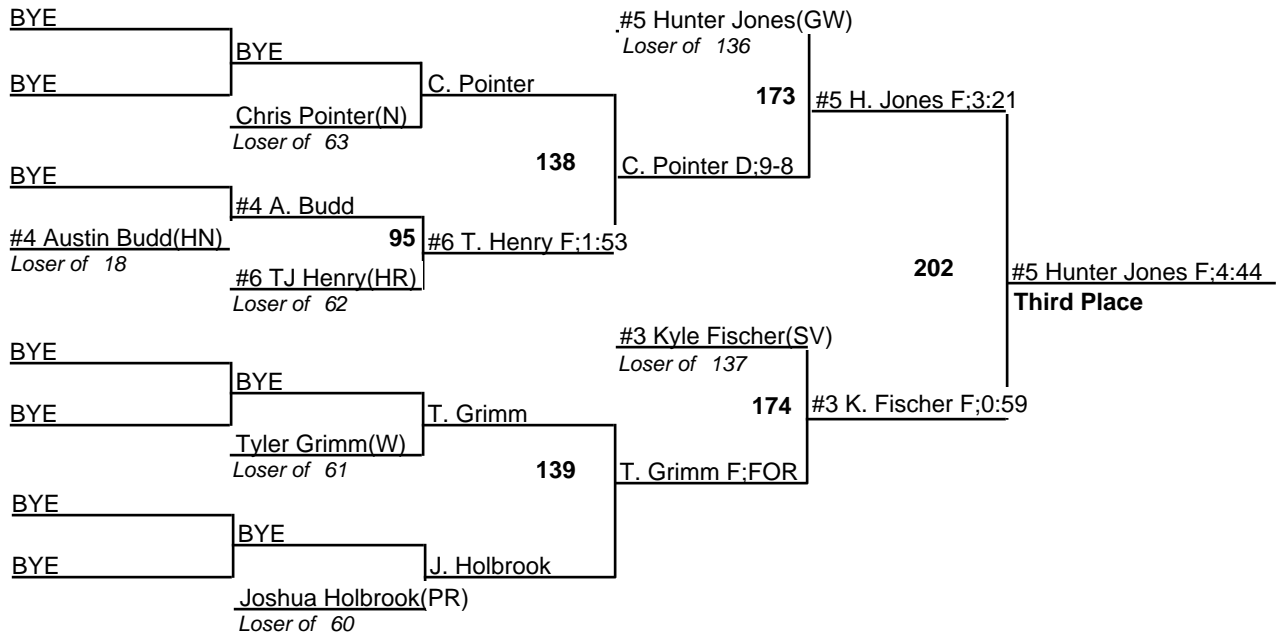 BYE
BYE
BYE
Chris Pointer(N)
Loser of 63
C. Pointer
BYE
#4 Austin Budd(HN)
Loser of 18
#4 A. Budd
95
#6 TJ Henry(HR)
Loser of 62
#6 T. Henry F;1:53
138
C. Pointer D;9-8
#5 Hunter Jones(GW)
Loser of 136
173
#5 H. Jones F;3:21
BYE
BYE
BYE
Tyler Grimm(W)
Loser of 61
T. Grimm
BYE
BYE
BYE
Joshua Holbrook(PR)
Loser of 60
J. Holbrook
139
T. Grimm F;FOR
#3 Kyle Fischer(SV)
Loser of 137
174
#3 K. Fischer F;0:59
202
#5 Hunter Jones F;4:44
Third Place